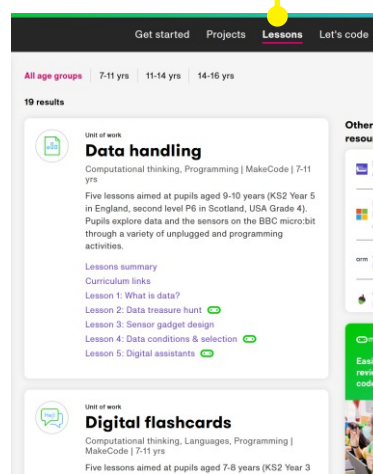 Get started Projects Lessons Let's code
All age groups 7-11 yrs 11-14 yrs 14-16 yrs
19 results
Unit of work
Data handling
Computational thinking, Programming | MakeCode | 7-11
yrs
Five lessons aimed at pupils aged 9-10 years (KS2 Year 5
in England, second level P6 in Scotland, USA Grade 4).
Pupils explore data and the sensors on the BBC micro:bit
through a variety of unplugged and programming
activities.
Lessons summary
Curriculum links
Lesson 1: What is data?
Lesson 2: Data treasure hunt
Lesson 3: Sensor gadget design
Lesson 4: Data conditions & selection
Lesson 5: Digital assistants
Unit of work
Digital flashcards
Computational thinking, Languages, Programming |
MakeCode | 7-11 yrs
Five lessons aimed at pupils aged 7-8 years (KS2 Year 3
Other